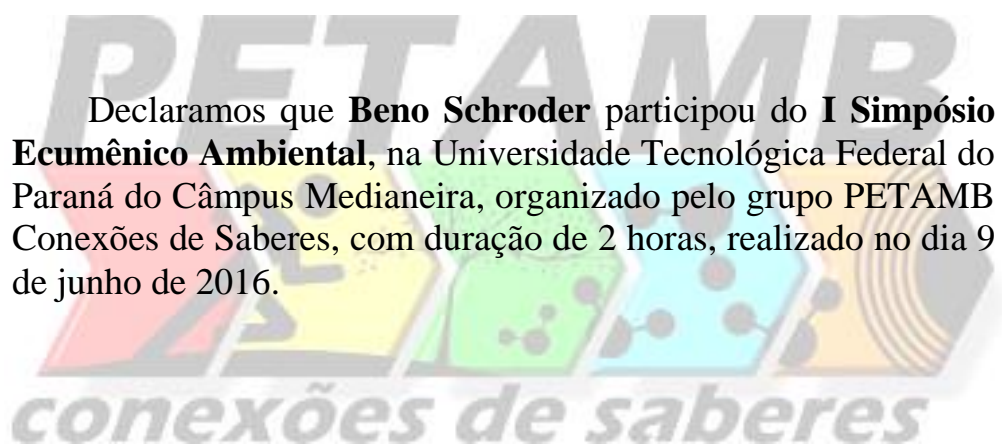 PETAMB
Declaramos que Beno Schroder participou do I Simpósio
Ecumênico Ambiental, na Universidade Tecnológica Federal do
Paraná do Câmpus Medianeira, organizado pelo grupo PETAMB
Conexões de Saberes, com duração de 2 horas, realizado no dia 9
de junho de 2016.
conexões de saberes